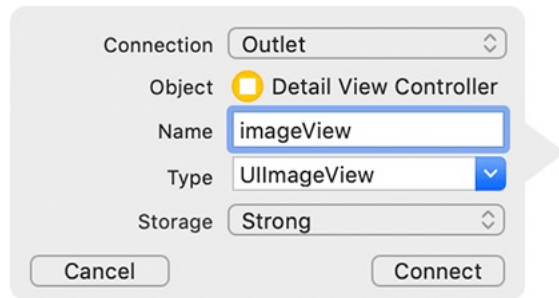 Connection Outlet
Object Detail View Controller
Name imageView
Type UIImageView
Storage Strong
Cancel Connect